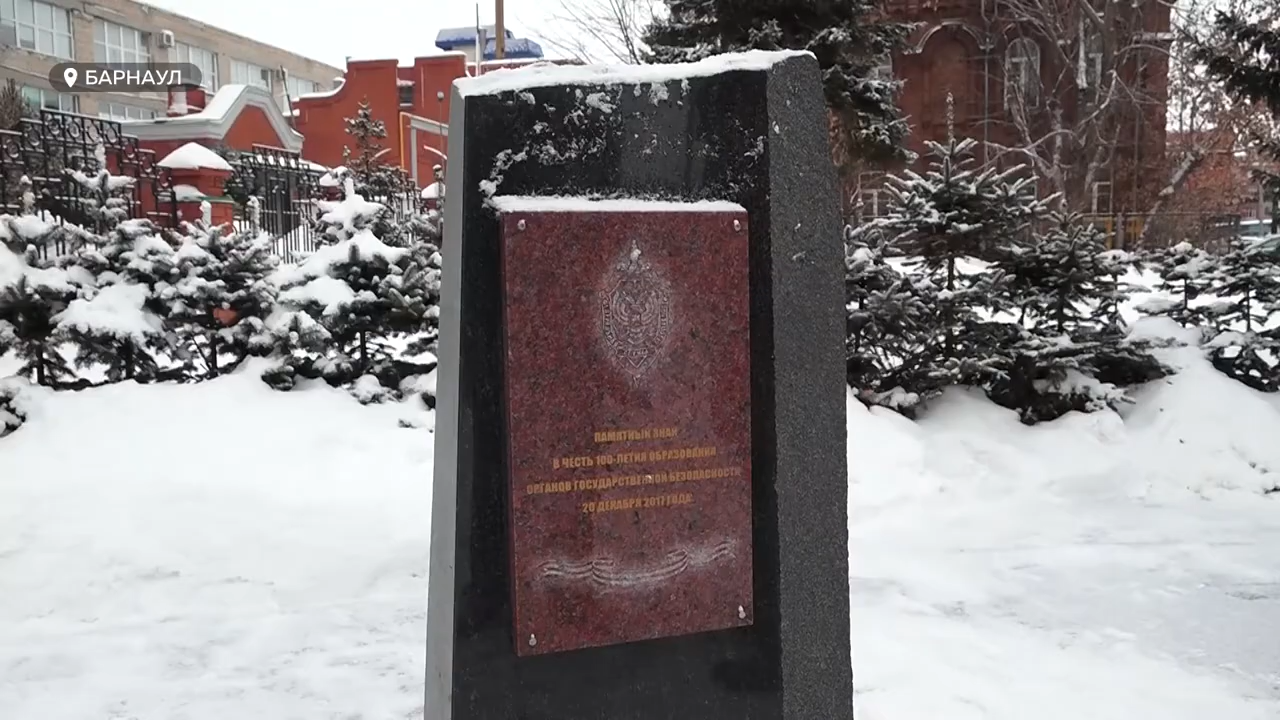 БАРНАУЛ
ПАМЯТНЫЙ ЗНАК
В ЧЕСТЬ 100-ЛЕТИЯ ОБРАЗОВАНИЯ
ОРГАНОВ ГОСУДАРСТВЕННОЙ БЕЗОПАСНОСТИ
20 ДЕКАБРЯ 2017 ГОДА.